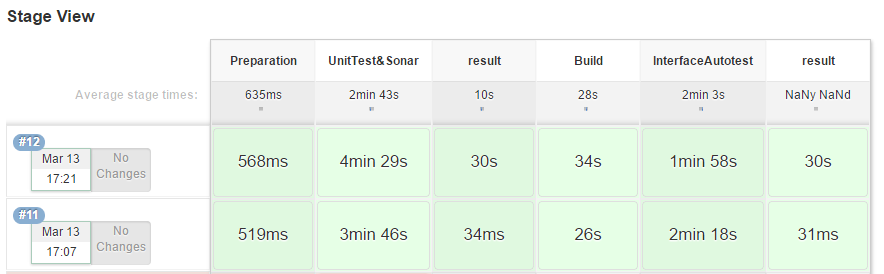 Stage View
Preparation UnitTest&Sonar result Build InterfaceAutotest result
Average stage times: 635ms 2min 43s 10s 28s 2min 3s NaNy NaNd
#12
Mar 13 No
17:21 Changes
568ms 4min 29s 30s 34s 1min 58s 30s
#11
Mar 13 No
17:07 Changes
519ms 3min 46s 34ms 26s 2min 18s 31ms